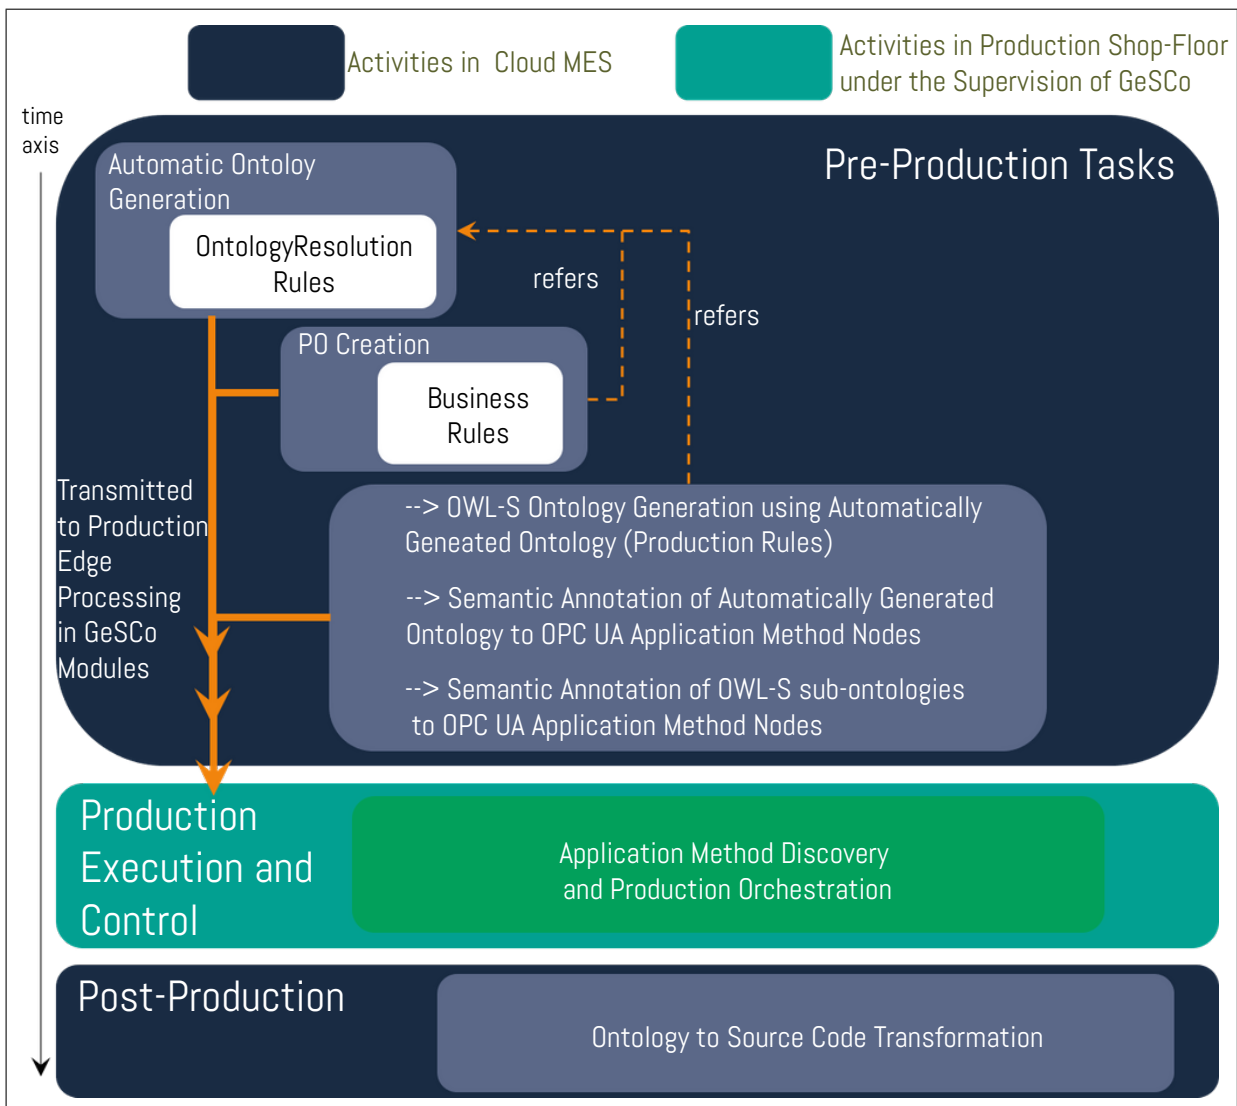 Activities in Cloud MES
Activities in Production Shop-Floor
under the Supervision of GeSCo
time
axis
Pre-Production Tasks
Automatic Ontoloy
Generation
OntologyResolution
Rules
refers
refers
PO Creation
Business
Rules
Transmitted
to Production
Edge
Processing
in GeSCo
Modules
--> OWL-S Ontology Generation using Automatically
Geneated Ontology (Production Rules)
--> Semantic Annotation of Automatically Generated
Ontology to OPC UA Application Method Nodes
--> Semantic Annotation of OWL-S sub-ontologies
to OPC UA Application Method Nodes
Production
Execution and
Control
Application Method Discovery
and Production Orchestration
Post-Production
Ontology to Source Code Transformation